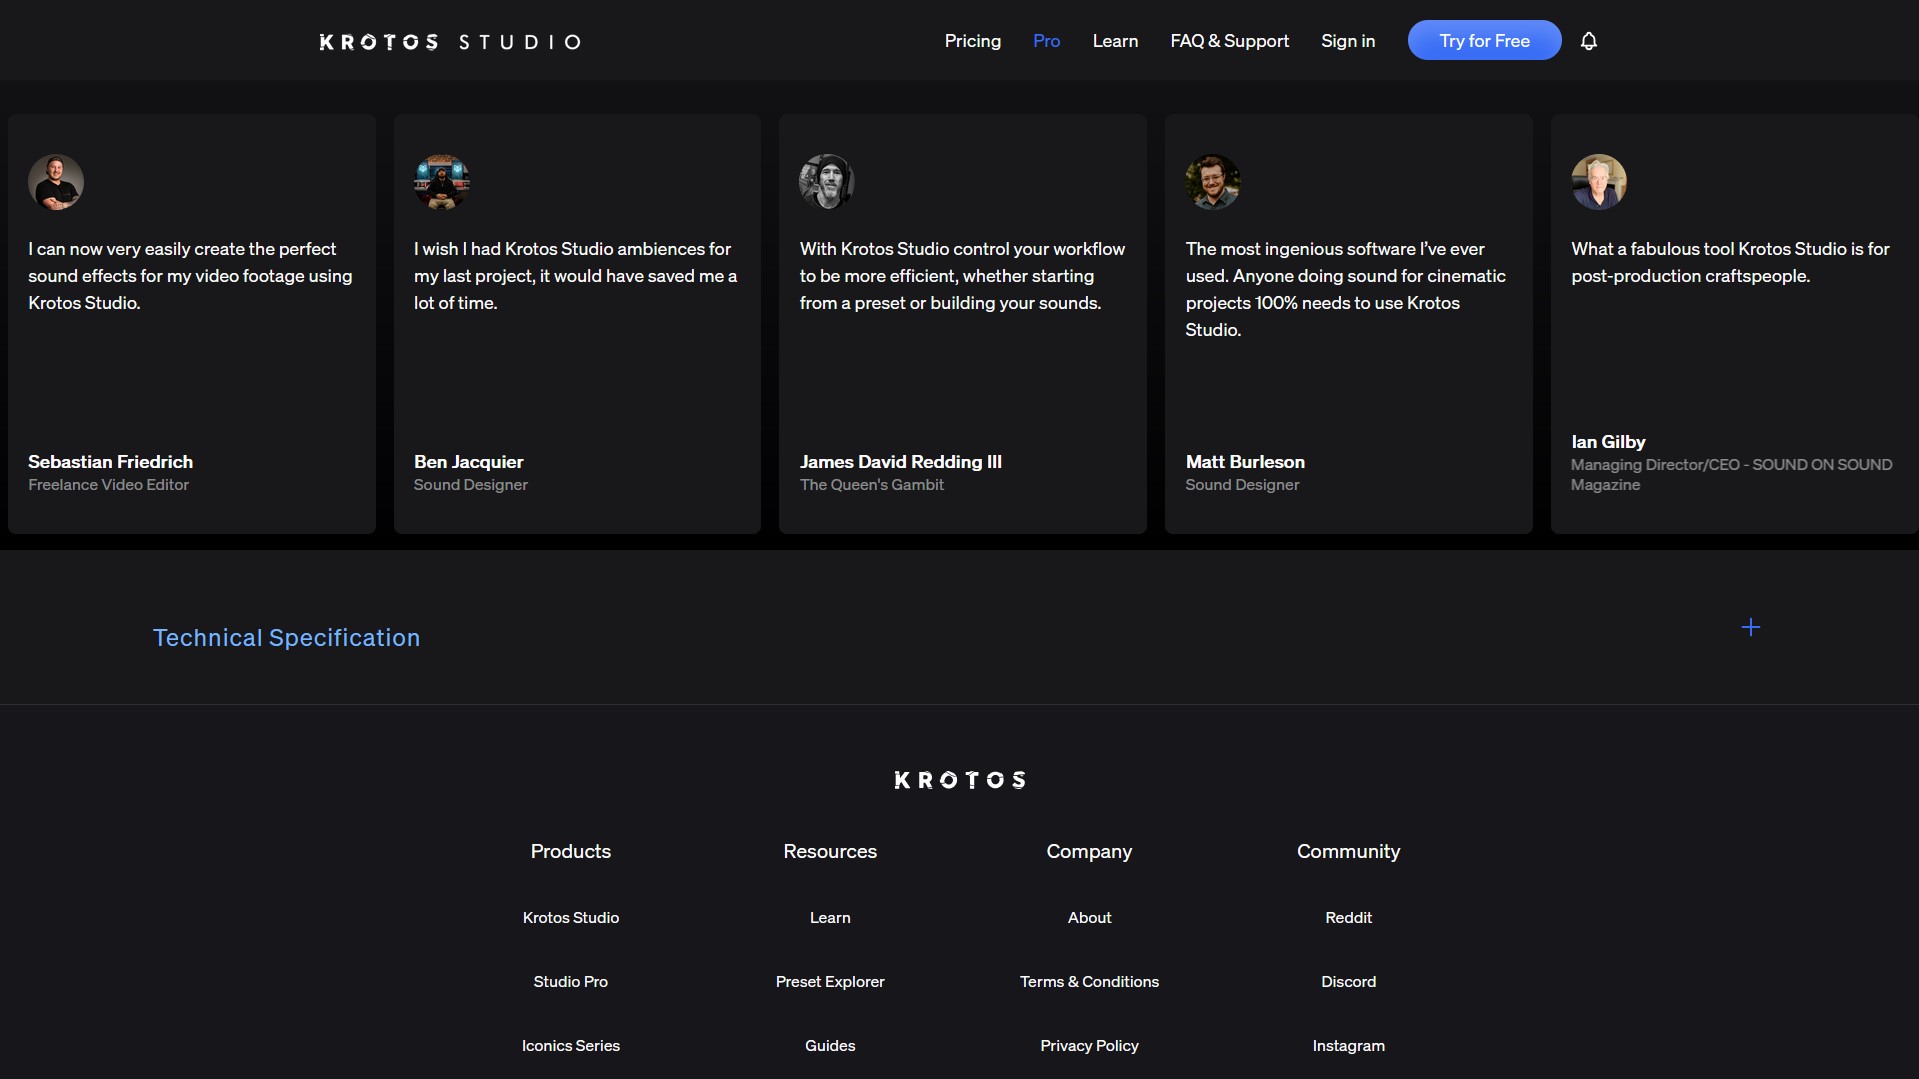 KROTOS STUDIO
Pricing
Pro
Learn
FAQ & Support
Sign in
Try for Free
I can now very easily create the perfect
sound effects for my video footage using
Krotos Studio.
Sebastian Friedrich
Freelance Video Editor
I wish I had Krotos Studio ambiences for
my last project, it would have saved me a
lot of time.
Ben Jacquier
Sound Designer
With Krotos Studio control your workflow
to be more efficient, whether starting
from a preset or building your sounds.
James David Redding III
The Queen's Gambit
The most ingenious software I’ve ever
used. Anyone doing sound for cinematic
projects 100% needs to use Krotos
Studio.
Matt Burleson
Sound Designer
What a fabulous tool Krotos Studio is for
post-production craftspeople.
Ian Gilby
Managing Director/CEO - SOUND ON SOUND
Magazine
Technical Specification
KROTOS
Products
Krotos Studio
Studio Pro
Iconics Series
Resources
Learn
Preset Explorer
Guides
Company
About
Terms & Conditions
Privacy Policy
Community
Reddit
Discord
Instagram